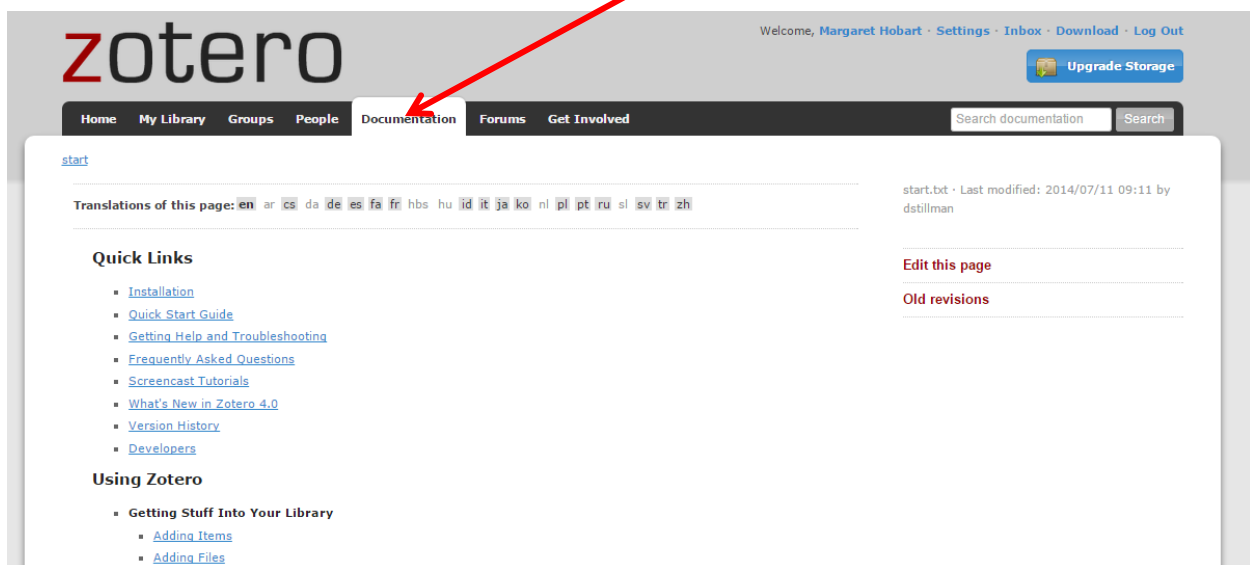 zotero
Welcome, Margaret Hobart · Settings · Inbox · Download · Log Out
Upgrade Storage
Home My Library Groups People Documentation Forums Get Involved
Search documentation Search
start
Translations of this page: en ar cs da de es fa fr hbs hu id it ja ko nl pl pt ru sl sv tr zh
start.txt · Last modified: 2014/07/11 09:11 by
dstillman
Edit this page
Old revisions
Quick Links
Installation
Quick Start Guide
Getting Help and Troubleshooting
Frequently Asked Questions
Screencast Tutorials
What's New in Zotero 4.0
Version History
Developers
Using Zotero
Getting Stuff Into Your Library
Adding Items
Adding Files